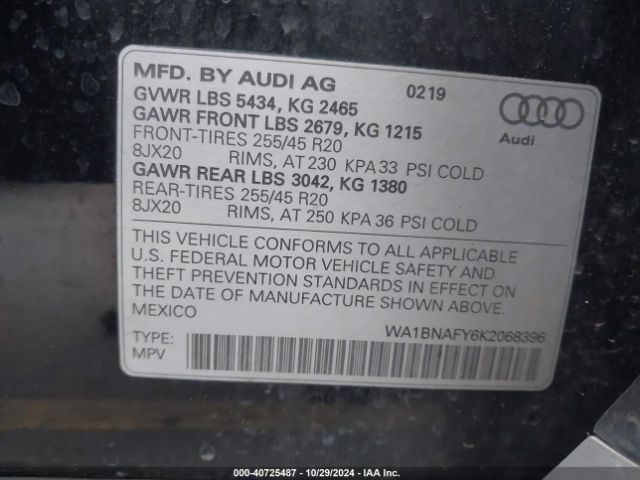 MFD. BY AUDI AG 0219
GVWR LBS 5434, KG 2465
GAWR FRONT LBS 2679, KG 1215
FRONT-TIRES 255/45 R20
8JX20 RIMS, AT 230 KPA 33 PSI COLD
GAWR REAR LBS 3042, KG 1380
REAR-TIRES 255/45 R20
8JX20 RIMS, AT 250 KPA 36 PSI COLD
Audi
THIS VEHICLE CONFORMS TO ALL APPLICABLE
U.S. FEDERAL MOTOR VEHICLE SAFETY AND
THEFT PREVENTION STANDARDS IN EFFECT ON
THE DATE OF MANUFACTURE SHOWN ABOVE.
MEXICO
WA1BNAFY6K2068396
TYPE:
MPV
000-40725487 - 10/29/2024 - IAA Inc.